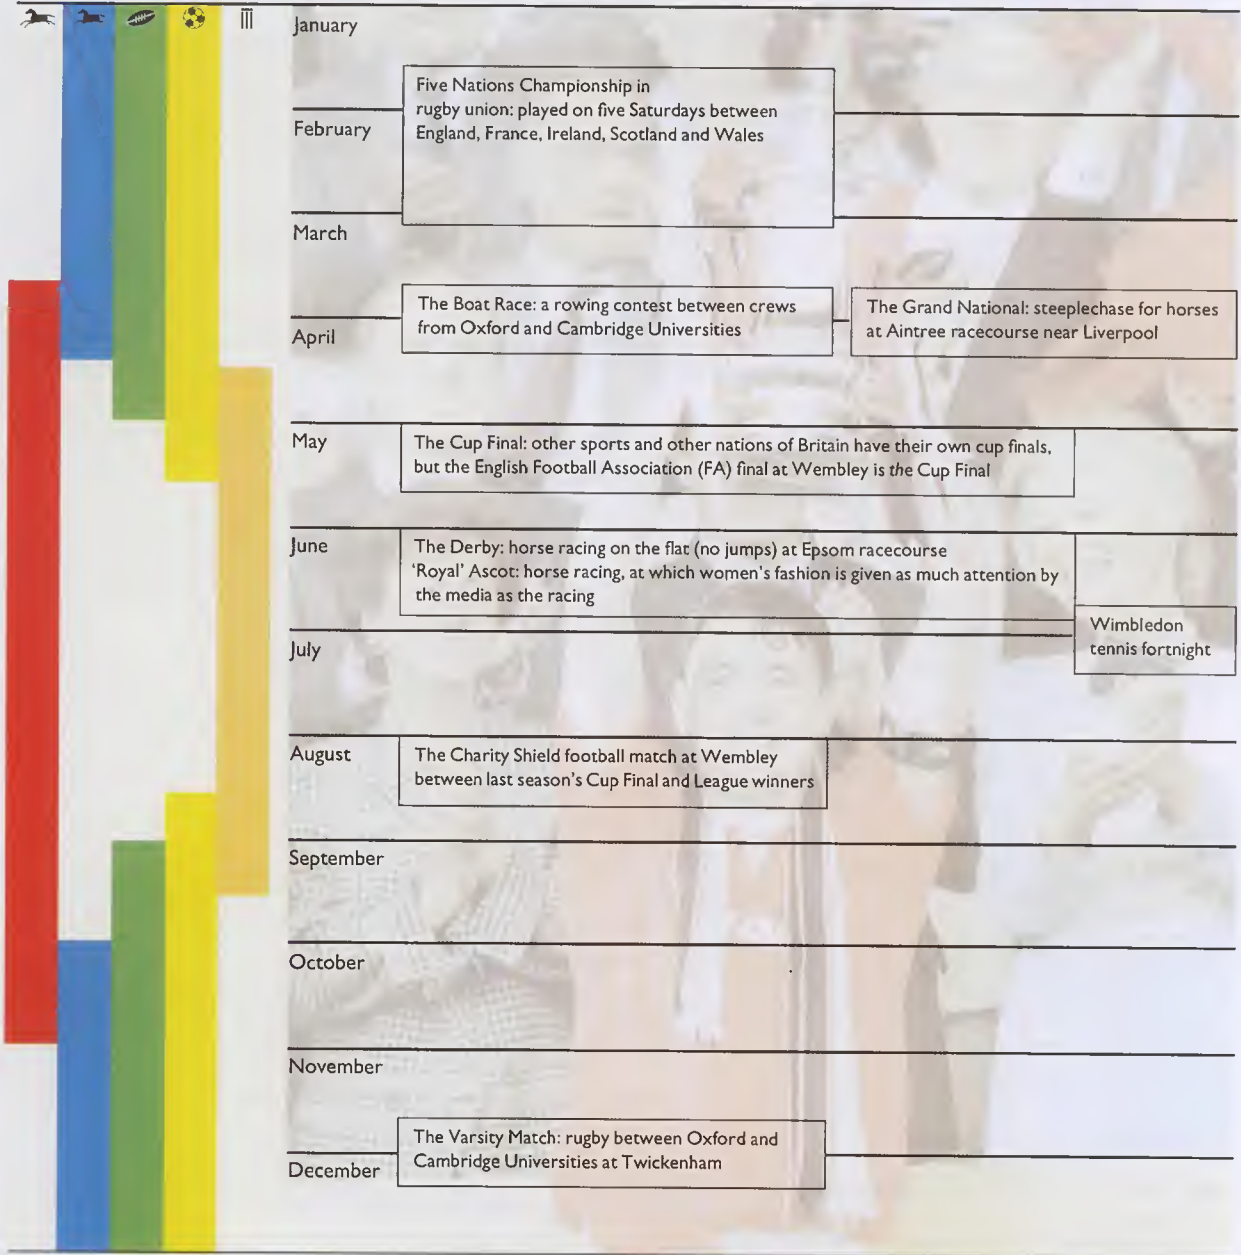 January
Five Nations Championship in
rugby union: played on five Saturdays between
England, France, Ireland, Scotland and Wales
February
March
The Boat Race: a rowing contest between crews
from Oxford and Cambridge Universities
The Grand National: steeplechase for horses
at Aintree racecourse near Liverpool
April
May
The Cup Final: other sports and other nations of Britain have their own cup finals,
but the English Football Association (FA) final at Wembley is the Cup Final
June
The Derby: horse racing on the flat (no jumps) at Epsom racecourse
'Royal' Ascot: horse racing, at which women's fashion is given as much attention by
the media as the racing
Wimbledon
tennis fortnight
July
August
The Charity Shield football match at Wembley
between last season's Cup Final and League winners
September
October
November
The Varsity Match: rugby between Oxford and
Cambridge Universities at Twickenham
December